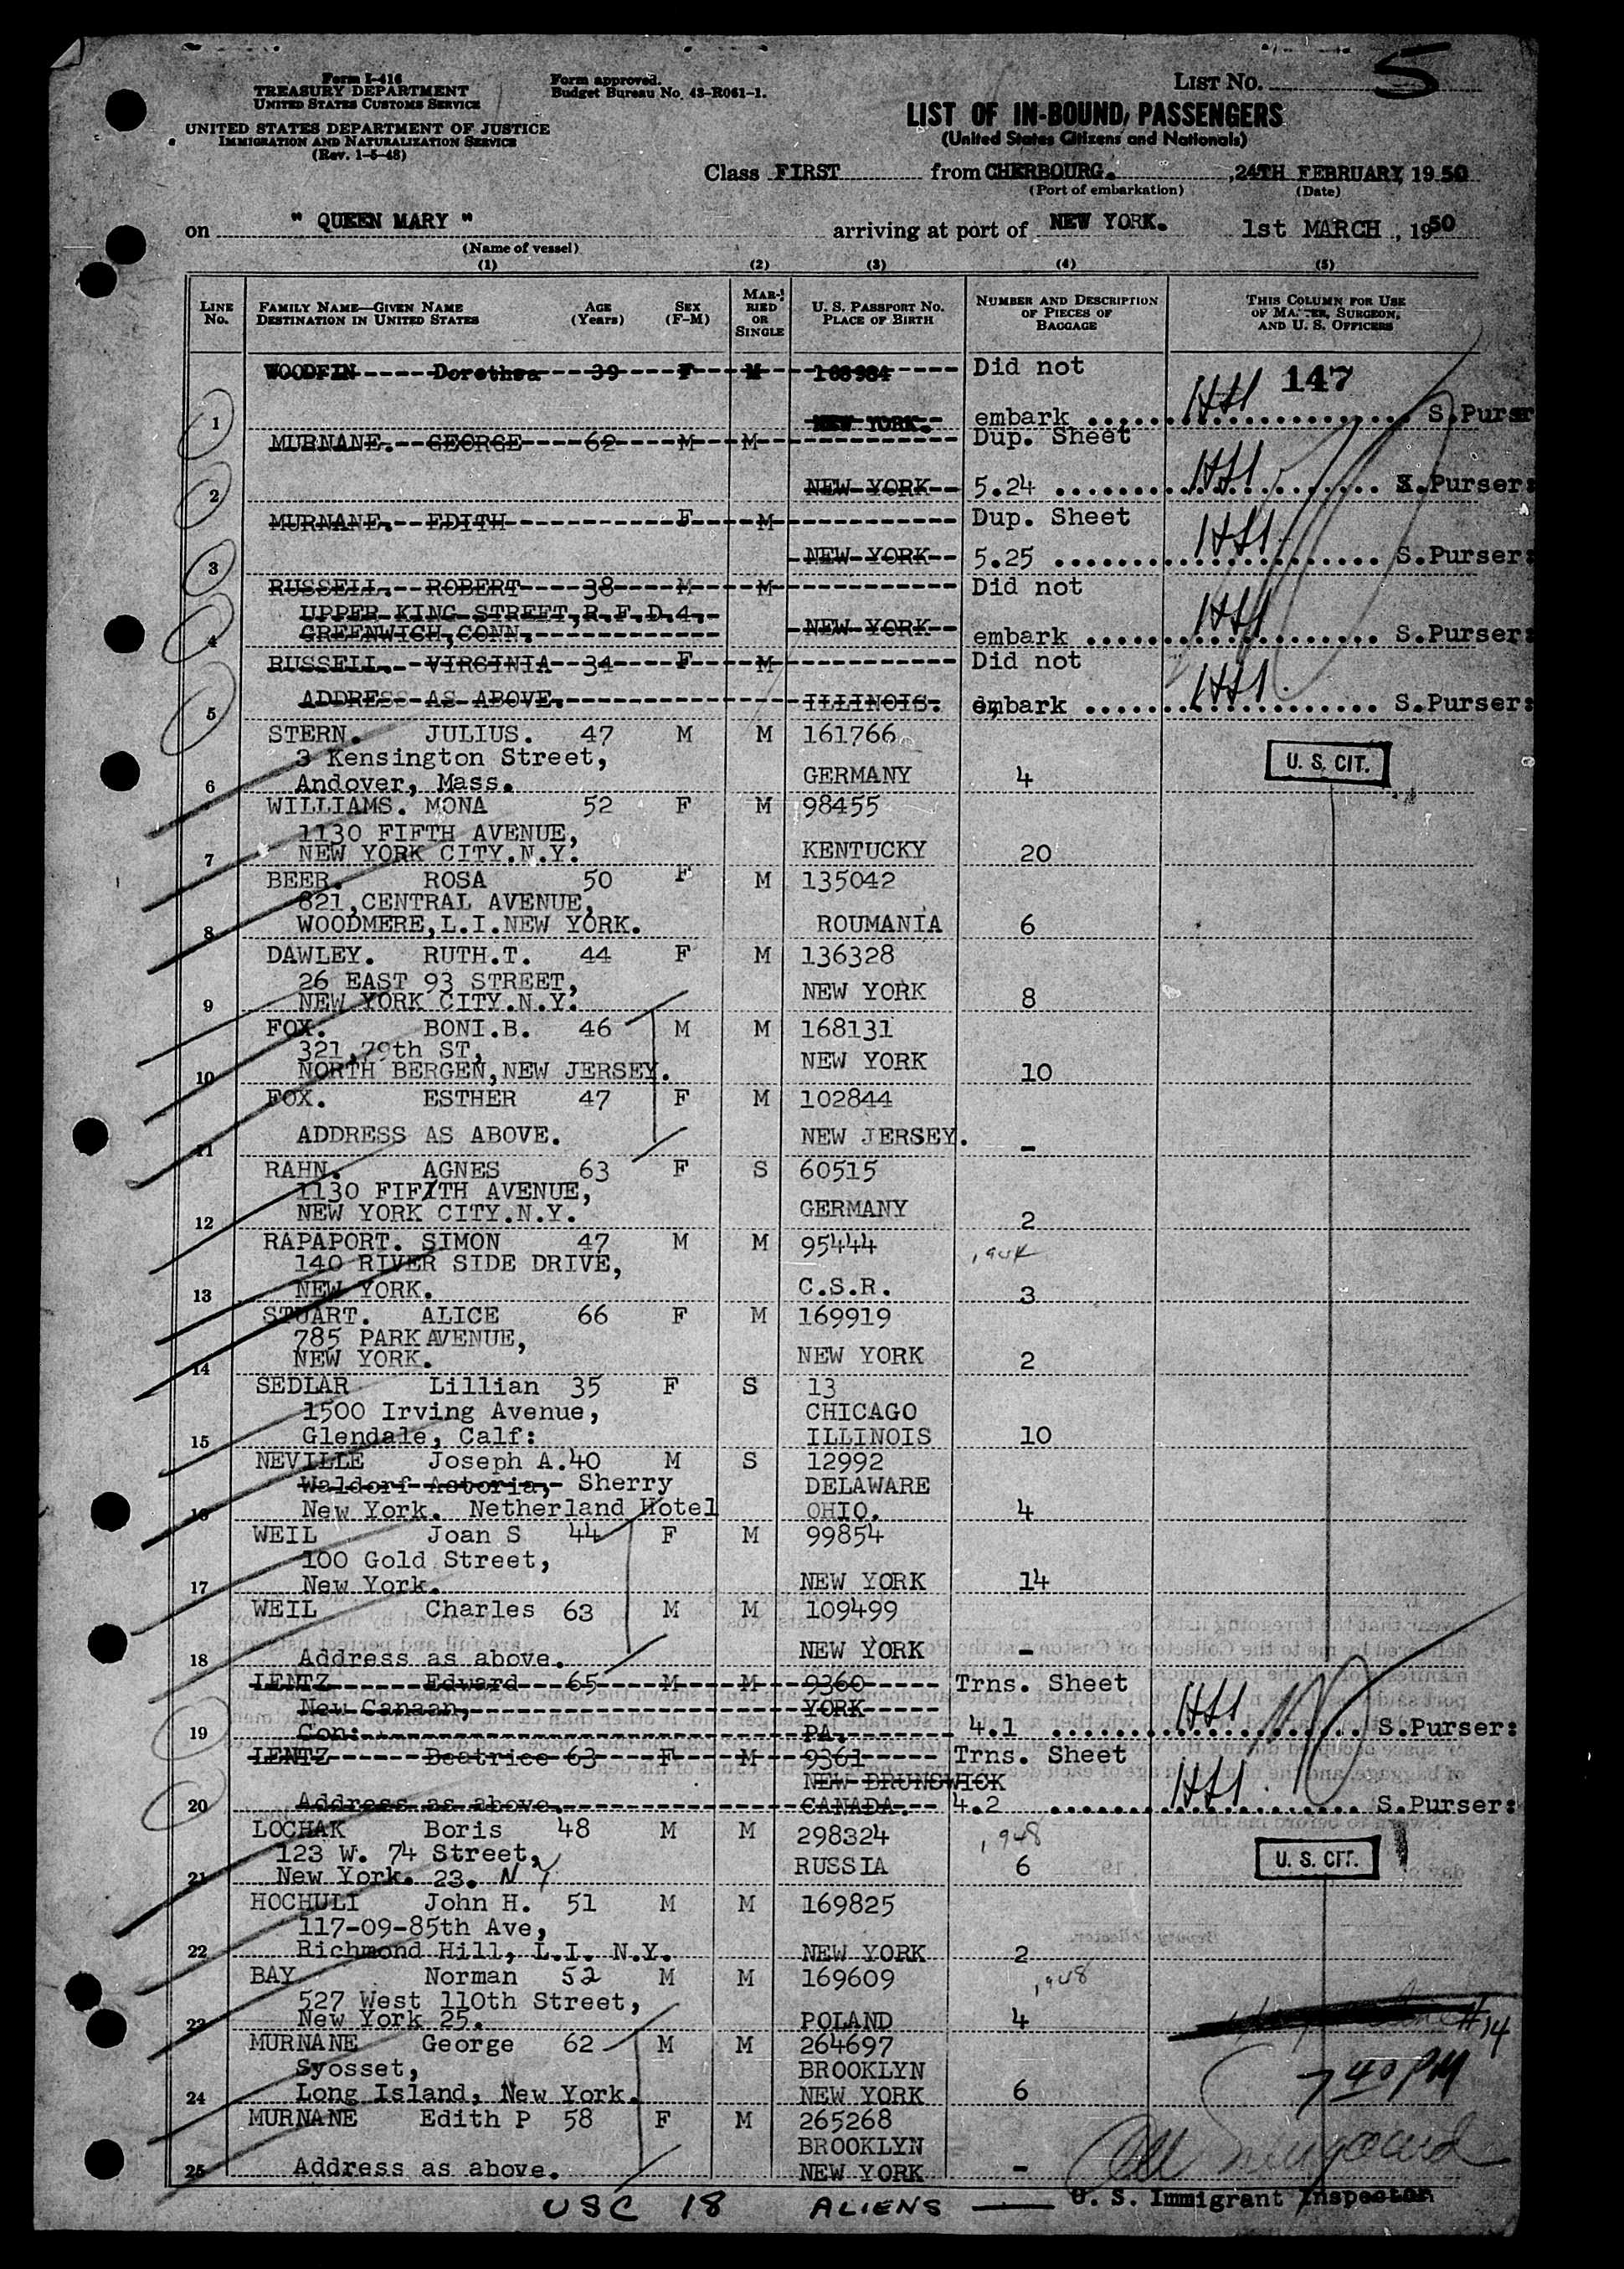 Form I-416
TREASURY DEPARTMENT
UNITED STATES CUSTOMS SERVICE
UNITED STATES DEPARTMENT OF JUSTICE
IMMIGRATION AND NATURALIZATION SERVICE
(Rev. 1-5-48)
Form approved.
Budget Bureau No. 43-R061-1.
LIST NO. 5
LIST OF IN-BOUND PASSENGERS
(United States Citizens and Nationals)
Class FIRST from CHERBOURG. ,24TH FEBRUARY, 1950
(Port of embarkation) (Date)
on " QUEEN MARY " arriving at port of NEW YORK. 1st MARCH , 1950
(Name of vessel)
(1) (2) (3) (4) (5)
LINE No. FAMILY NAME—GIVEN NAME DESTINATION IN UNITED STATES AGE (Years) SEX (F-M) MARRIED OR SINGLE U. S. PASSPORT NO. PLACE OF BIRTH NUMBER AND DESCRIPTION OF PIECES OF BAGGAGE THIS COLUMN FOR USE OF MASTER, SURGEON, AND U. S. OFFICERS
WOODFIN Dorothea 39 F M 168984 Did not 147
1 NEW YORK. embark S.Purser
MURNANE. GEORGE 62 M M Dup. Sheet
2 NEW YORK 5.24 S.Purser:
MURNANE. EDITH F M Dup. Sheet
3 NEW YORK 5.25 S.Purser:
RUSSELL. ROBERT 38 M M Did not
UPPER KING STREET,R.F.D.4,
4 GREENWICH,CONN, NEW YORK embark S.Purser:
RUSSELL. VIRGINIA 34 F M Did not
5 ADDRESS AS ABOVE. ILLINOIS. embark S.Purser:
STERN. JULIUS. 47 M M 161766
3 Kensington Street,
6 Andover, Mass. GERMANY 4 U. S. CIT.
WILLIAMS. MONA 52 F M 98455
1130 FIFTH AVENUE,
7 NEW YORK CITY.N.Y. KENTUCKY 20
BEER. ROSA 50 F M 135042
821,CENTRAL AVENUE,
8 WOODMERE,L.I.NEW YORK. ROUMANIA 6
DAWLEY. RUTH.T. 44 F M 136328
26 EAST 93 STREET,
9 NEW YORK CITY.N.Y. NEW YORK 8
FOX. BONI.B. 46 M M 168131
321,79th ST,
10 NORTH BERGEN,NEW JERSEY. NEW YORK 10
FOX. ESTHER 47 F M 102844
11 ADDRESS AS ABOVE. NEW JERSEY. -
RAHN. AGNES 63 F S 60515
1130 FIFTH AVENUE,
12 NEW YORK CITY.N.Y. GERMANY 2
RAPAPORT. SIMON 47 M M 95444
140 RIVER SIDE DRIVE,
13 NEW YORK. C.S.R. 3
STUART. ALICE 66 F M 169919
785 PARK AVENUE,
14 NEW YORK. NEW YORK 2
SEDLAR Lillian 35 F S 13
1500 Irving Avenue, CHICAGO
15 Glendale, Calf: ILLINOIS 10
NEVILLE Joseph A. 40 M S 12992
Waldorf Astoria, Sherry DELAWARE
16 New York. Netherland Hotel OHIO. 4
WEIL Joan S 44 F M 99854
100 Gold Street,
17 New York. NEW YORK 14
WEIL Charles 63 M M 109499
18 Address as above. NEW YORK -
LENTZ Edward 65 M M 9360 Trns. Sheet
New Canaan, YORK
19 Con: PA. 4.1 S.Purser:
LENTZ Beatrice 63 F M 9361 Trns. Sheet
NEW BRUNSWICK
20 Address as above. CANADA. 4.2 S.Purser:
LOCHAK Boris 48 M M 298324 1948
123 W. 74 Street,
21 New York. 23. N Y RUSSIA 6 U. S. CIT.
HOCHULI John H. 51 M M 169825
117-09-85th Ave,
22 Richmond Hill, L.I. N.Y. NEW YORK 2
BAY Norman 52 M M 169609 1948
527 West 110th Street,
23 New York 25. POLAND 4
MURNANE George 62 M M 264697 #14
Syosset, BROOKLYN
24 Long Island, New York. NEW YORK 6 7 40 PM
MURNANE Edith P 58 F M 265268
BROOKLYN
25 Address as above. NEW YORK -
USC 18 ALIENS — U. S. Immigrant Inspector